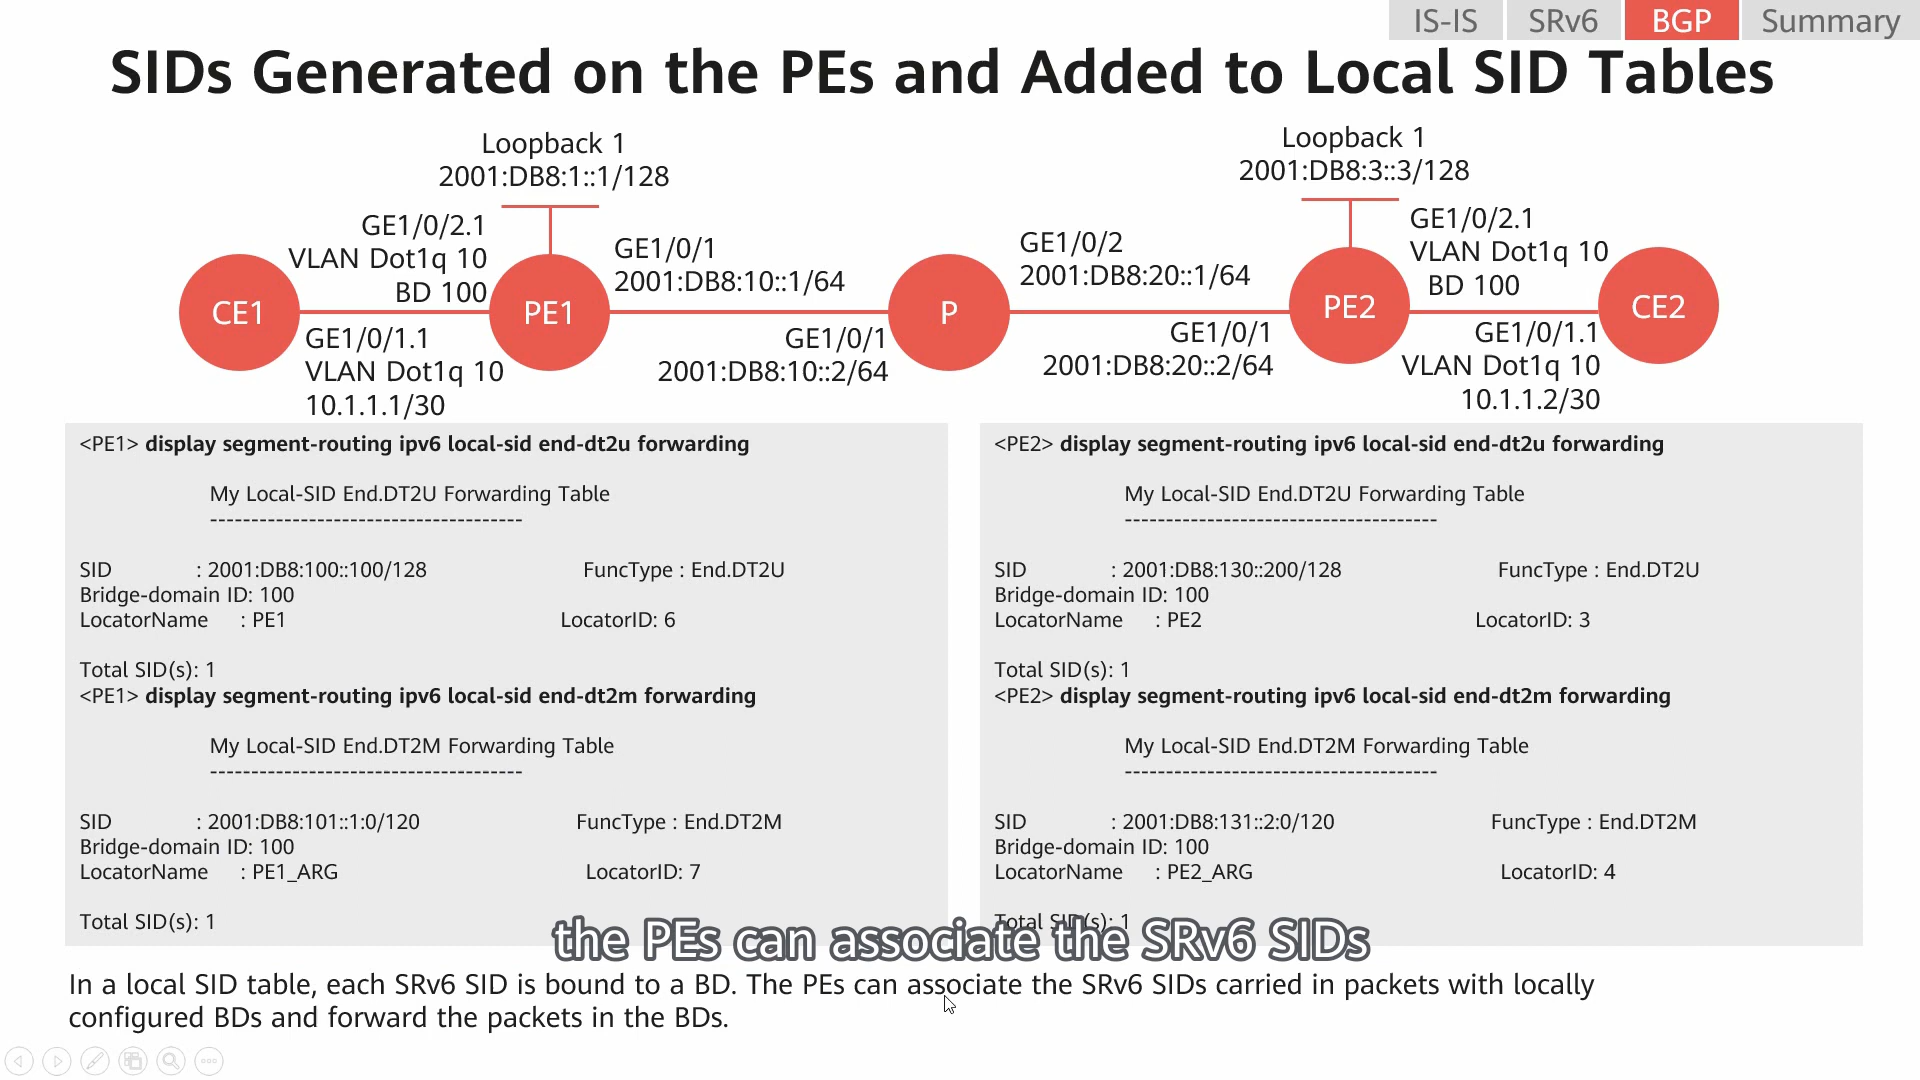 IS-IS
SRv6
BGP
Summary
SIDs Generated on the PEs and Added to Local SID Tables
Loopback 1
2001:DB8:1::1/128
Loopback 1
2001:DB8:3::3/128
GE1/0/2.1
VLAN Dot1q 10
BD 100
GE1/0/1
2001:DB8:10::1/64
GE1/0/2
2001:DB8:20::1/64
GE1/0/2.1
VLAN Dot1q 10
BD 100
CE1
PE1
P
PE2
CE2
GE1/0/1.1
VLAN Dot1q 10
10.1.1.1/30
GE1/0/1
2001:DB8:10::2/64
GE1/0/1
2001:DB8:20::2/64
GE1/0/1.1
VLAN Dot1q 10
10.1.1.2/30
<PE1> display segment-routing ipv6 local-sid end-dt2u forwarding
My Local-SID End.DT2U Forwarding Table
--------------------------------------
SID : 2001:DB8:100::100/128 FuncType : End.DT2U
Bridge-domain ID: 100
LocatorName : PE1 LocatorID: 6
Total SID(s): 1
<PE1> display segment-routing ipv6 local-sid end-dt2m forwarding
My Local-SID End.DT2M Forwarding Table
--------------------------------------
SID : 2001:DB8:101::1:0/120 FuncType : End.DT2M
Bridge-domain ID: 100
LocatorName : PE1_ARG LocatorID: 7
Total SID(s): 1
<PE2> display segment-routing ipv6 local-sid end-dt2u forwarding
My Local-SID End.DT2U Forwarding Table
--------------------------------------
SID : 2001:DB8:130::200/128 FuncType : End.DT2U
Bridge-domain ID: 100
LocatorName : PE2 LocatorID: 3
Total SID(s): 1
<PE2> display segment-routing ipv6 local-sid end-dt2m forwarding
My Local-SID End.DT2M Forwarding Table
--------------------------------------
SID : 2001:DB8:131::2:0/120 FuncType : End.DT2M
Bridge-domain ID: 100
LocatorName : PE2_ARG LocatorID: 4
Total SID(s): 1
the PEs can associate the SRv6 SIDs
In a local SID table, each SRv6 SID is bound to a BD. The PEs can associate the SRv6 SIDs carried in packets with locally
configured BDs and forward the packets in the BDs.